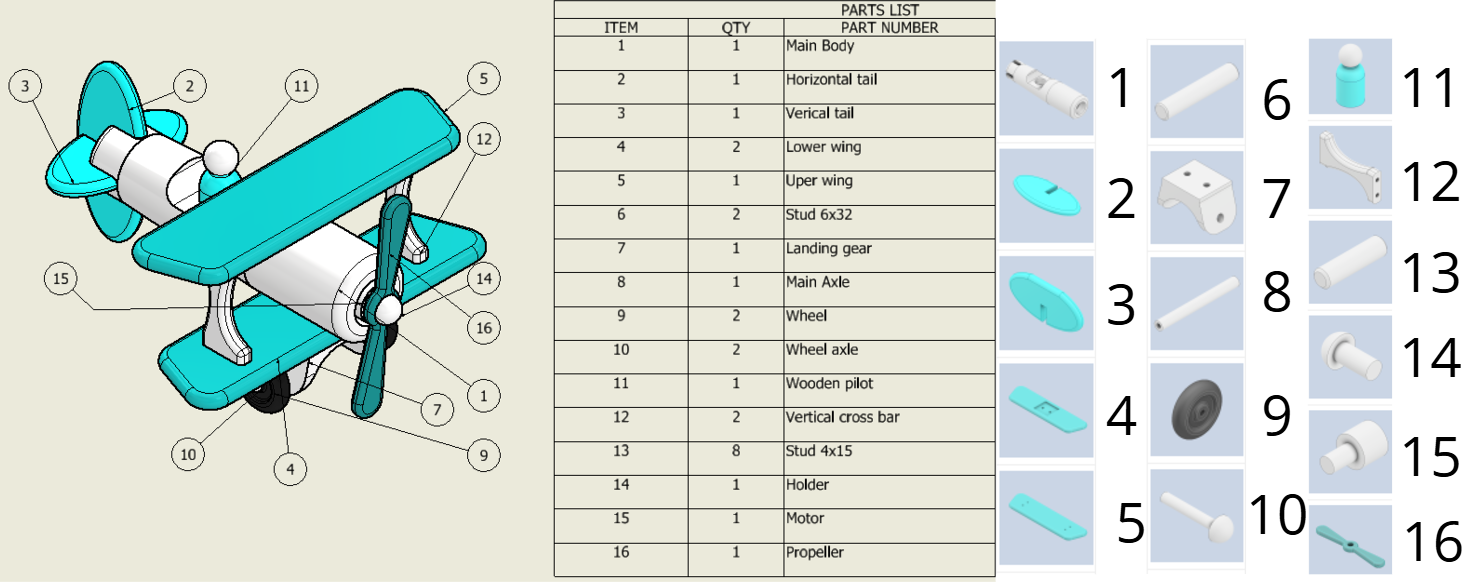 3
2
11
5
12
15
14
16
1
7
10
4
9
PARTS LIST
ITEM QTY PART NUMBER
1 1 Main Body
2 1 Horizontal tail
3 1 Verical tail
4 2 Lower wing
5 1 Uper wing
6 2 Stud 6x32
7 1 Landing gear
8 1 Main Axle
9 2 Wheel
10 2 Wheel axle
11 1 Wooden pilot
12 2 Vertical cross bar
13 8 Stud 4x15
14 1 Holder
15 1 Motor
16 1 Propeller
1
2
3
4
5
6
7
8
9
10
11
12
13
14
15
16